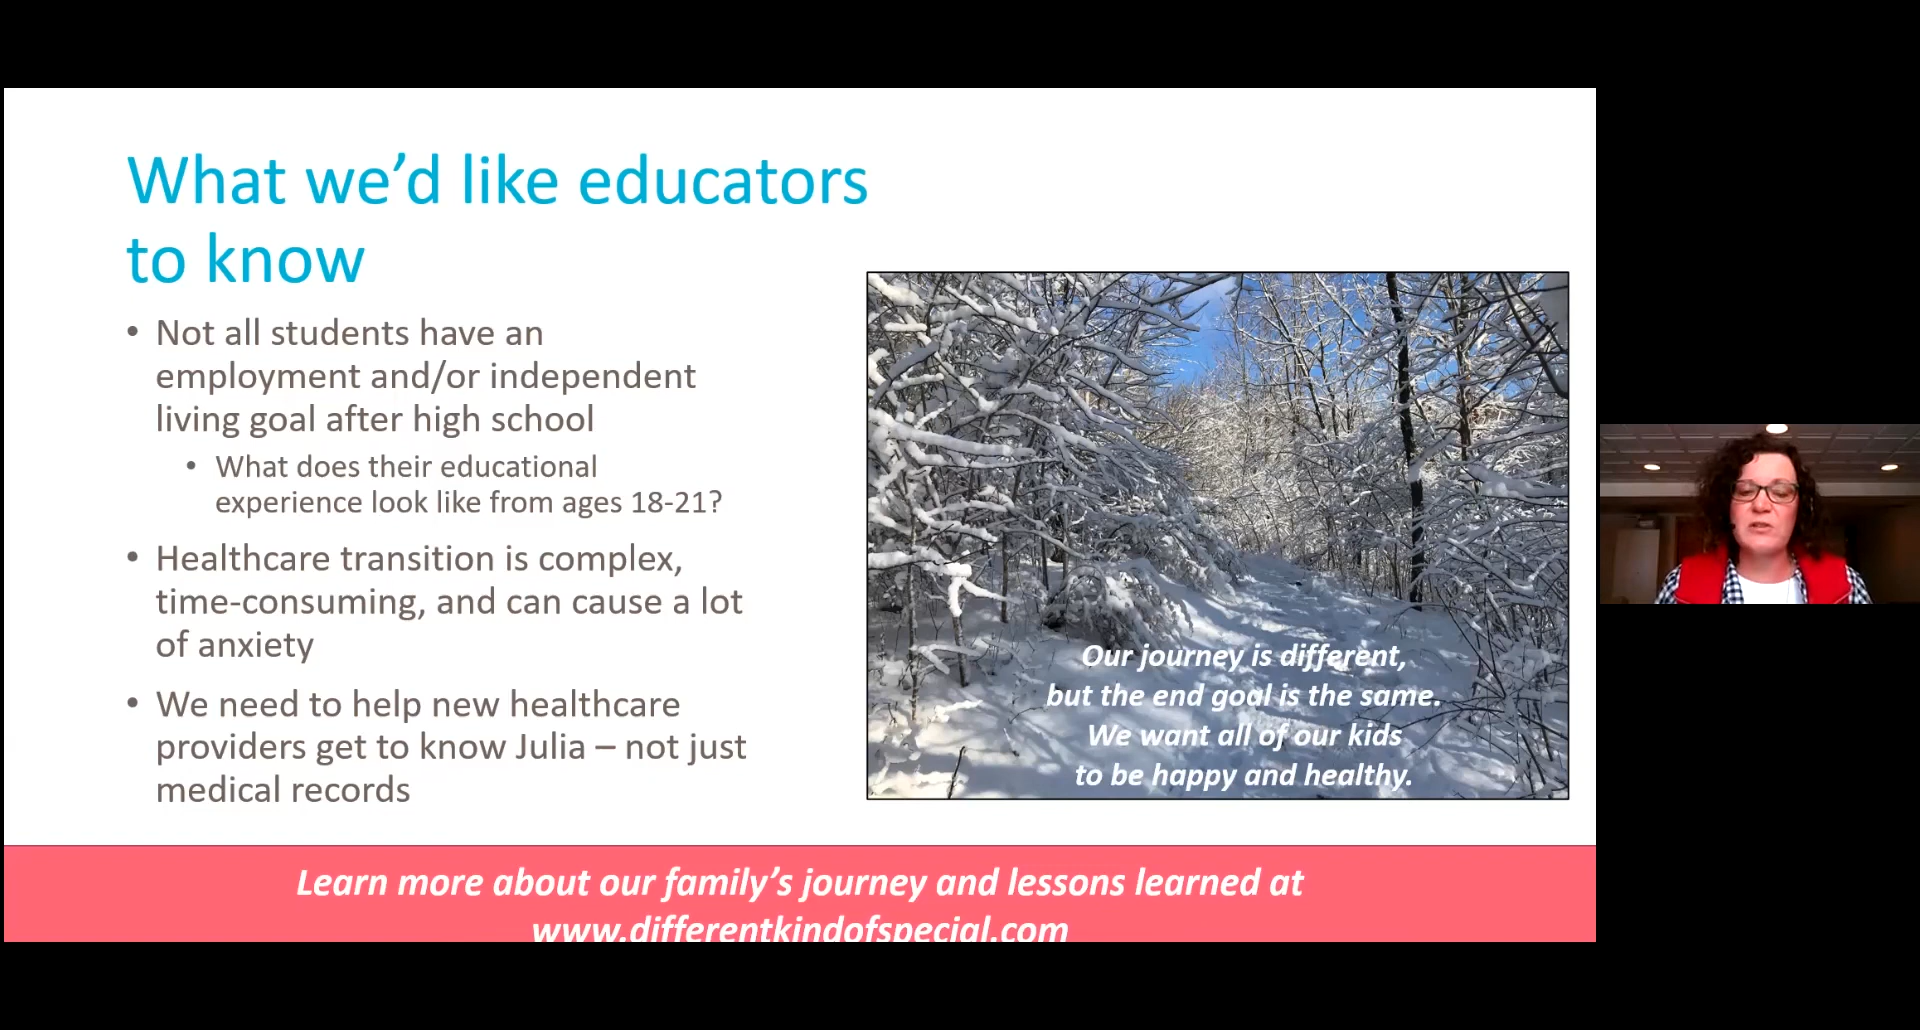 What we’d like educators
to know
• Not all students have an
employment and/or independent
living goal after high school
• What does their educational
experience look like from ages 18-21?
• Healthcare transition is complex,
time-consuming, and can cause a lot
of anxiety
• We need to help new healthcare
providers get to know Julia – not just
medical records
Our journey is different,
but the end goal is the same.
We want all of our kids
to be happy and healthy.
Learn more about our family’s journey and lessons learned at
www.differentkindofspecial.com